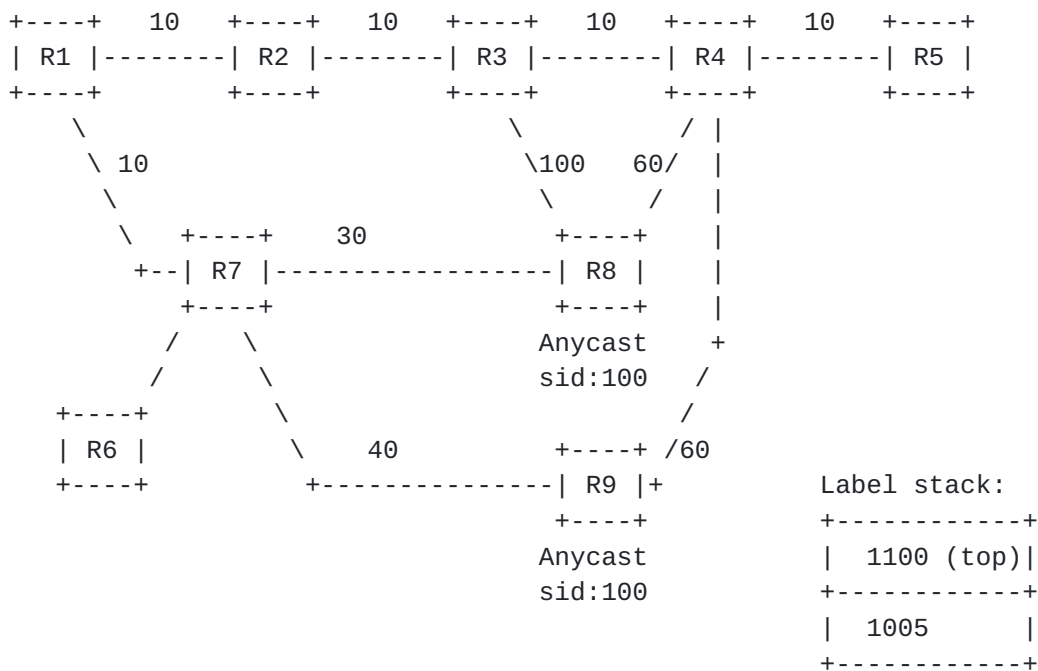 10 10 10 10
R1 R2 R3 R4 R5
10 100 60
30
R7 R8
Anycast
sid:100
R6 40 R9 60
Label stack:
Anycast 1100 (top)
sid:100
1005